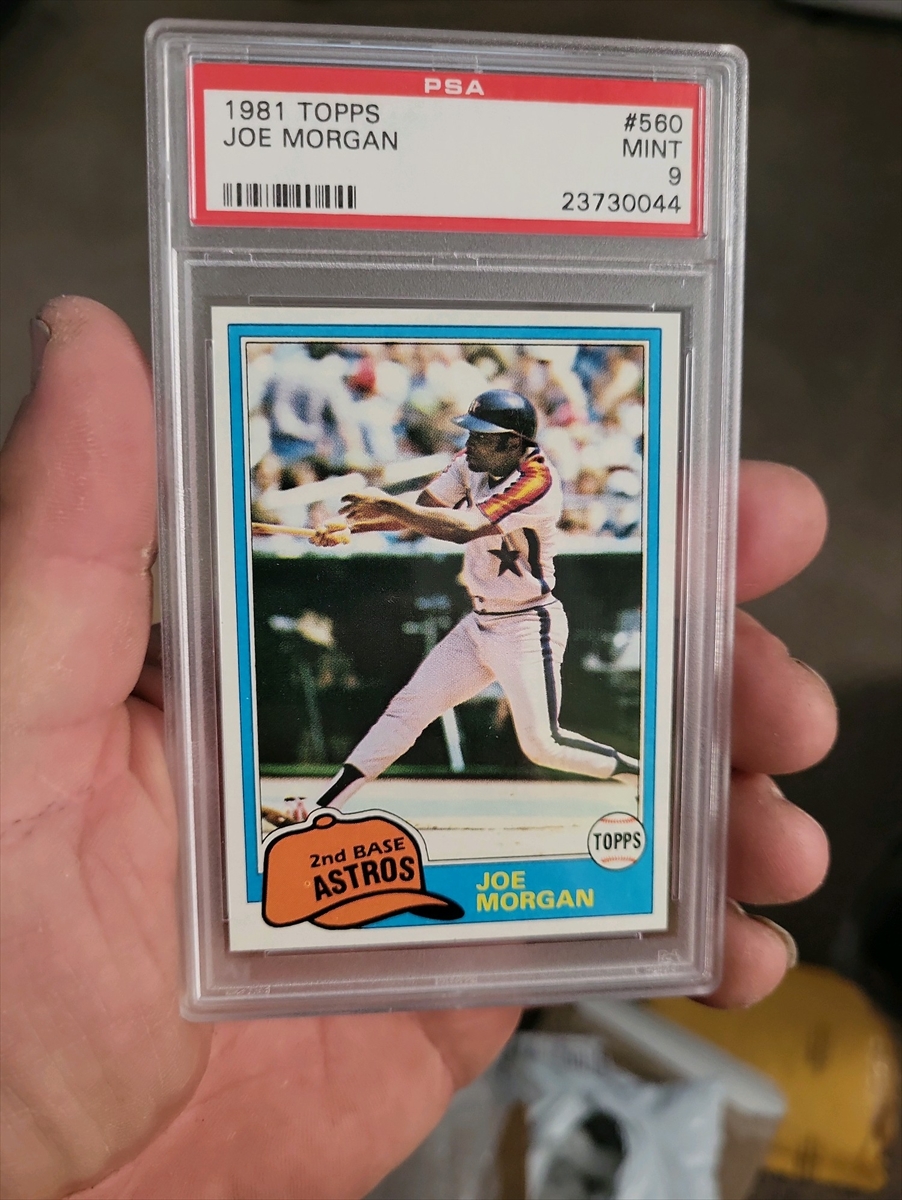 PSA
1981 TOPPS
#560
JOE MORGAN
MINT
9
23730044
2nd BASE
ASTROS
TOPPS
JOE
MORGAN